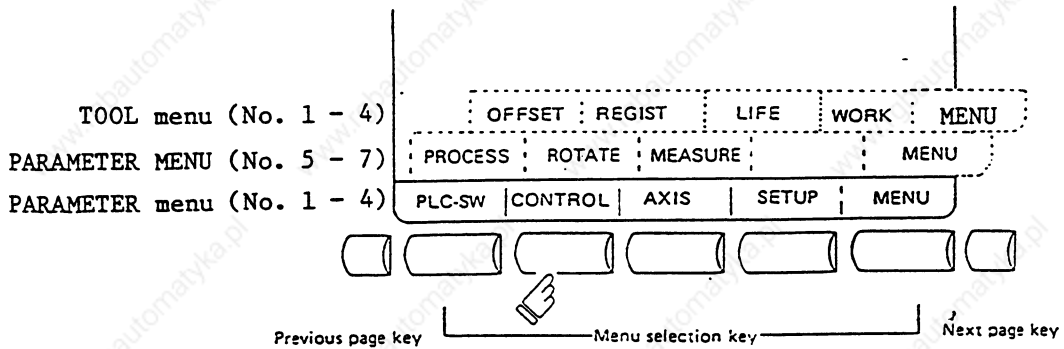 TOOL menu (No. 1 - 4) OFFSET REGIST LIFE WORK MENU
PARAMETER MENU (No. 5 - 7) PROCESS ROTATE MEASURE MENU
PARAMETER menu (No. 1 - 4) PLC-SW CONTROL AXIS SETUP MENU
Previous page key Menu selection key Next page key